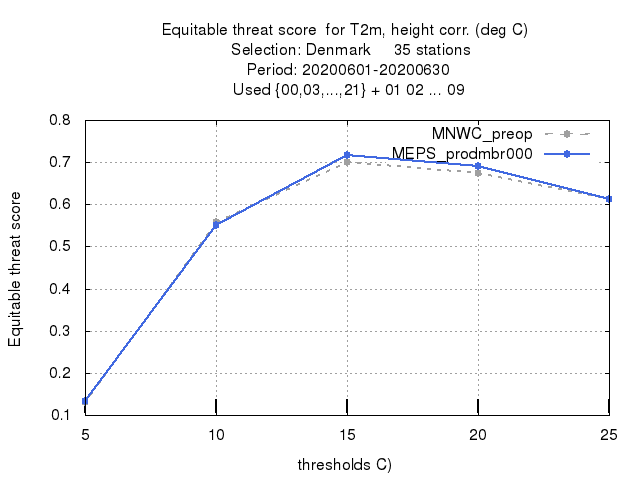 Equitable threat score  for T2m, height corr. (deg C)
Selection: Denmark     35 stations
Period: 20200601-20200630
Used {00,03,...,21} + 01 02 ... 09
MNWC_preop
MEPS_prodmbr000
Equitable threat score
0.8
0.7
0.6
0.5
0.4
0.3
0.2
0.1
5 10 15 20 25
thresholds C)